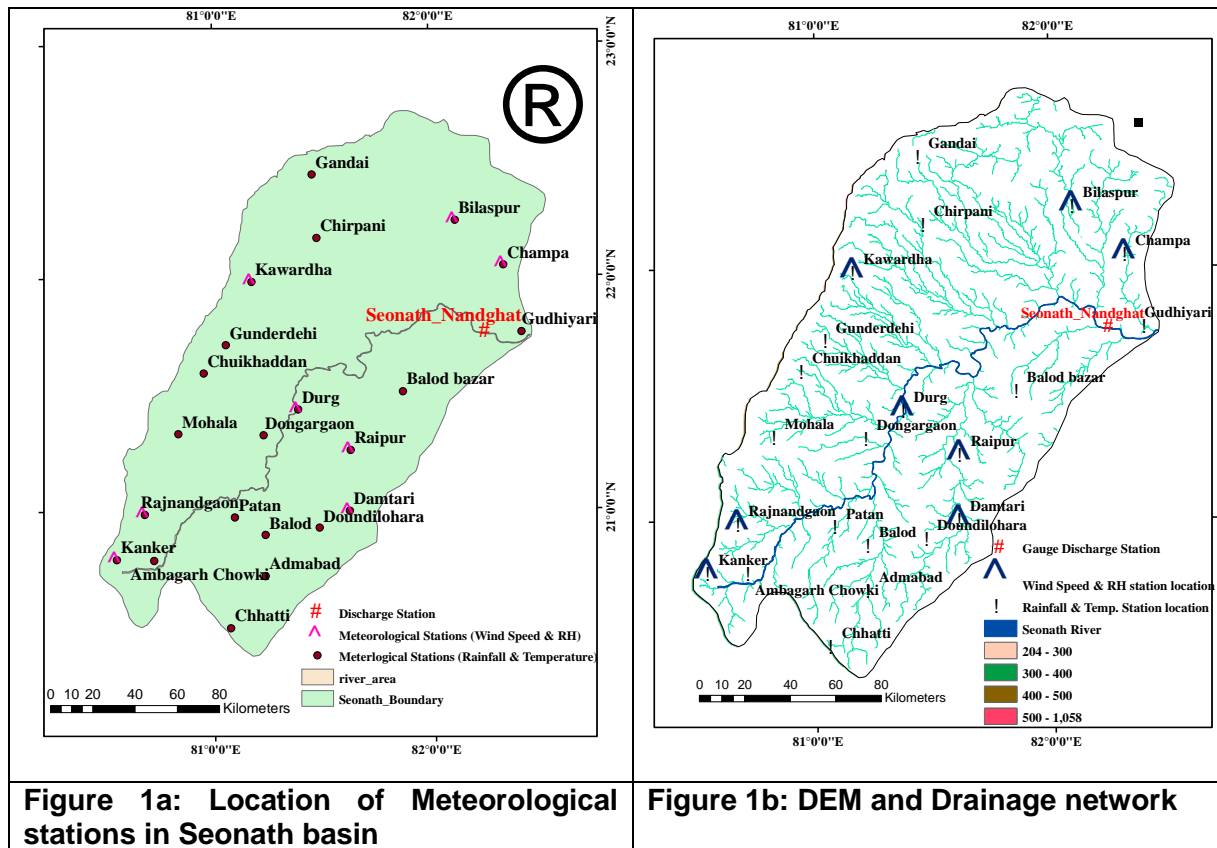 81°0'0"E 82°0'0"E
23°0'0"N
®
Gandai
Bilaspur
Chirpani
Champa
Kawardha
22°0'0"N
Seonath_Nandghat
#
Gudhiyari
Gunderdehi
Chuikhaddan
Balod bazar
Durg
Mohala
Dongargaon
Raipur
Rajnandgaon
Patan
Damtari
21°0'0"N
Doundilohara
Balod
Kanker
Ambagarh Chowki
Admabad
Chhatti
# Discharge Station
^ Meteorological Stations (Wind Speed & RH)
Meterlogical Stations (Rainfall & Temperature)
river_area
Seonath_Boundary
0 10 20 40 60 80
Kilometers
81°0'0"E 82°0'0"E
Figure 1a: Location of Meteorological
stations in Seonath basin
81°0'0"E 82°0'0"E
Gandai
Bilaspur
Chirpani
Champa
Kawardha
Seonath_Nandghat
#
Gudhiyari
Gunderdehi
Chuikhaddan
Balod bazar
Durg
Mohala
Dongargaon
Raipur
Rajnandgaon
Patan
Damtari
Doundilohara
Balod
Kanker
Ambagarh Chowki
Admabad
Chhatti
# Gauge Discharge Station
^ Wind Speed & RH station location
! Rainfall & Temp. Station location
Seonath River
204 - 300
300 - 400
400 - 500
500 - 1,058
0 10 20 40 60 80
Kilometers
81°0'0"E 82°0'0"E
Figure 1b: DEM and Drainage network